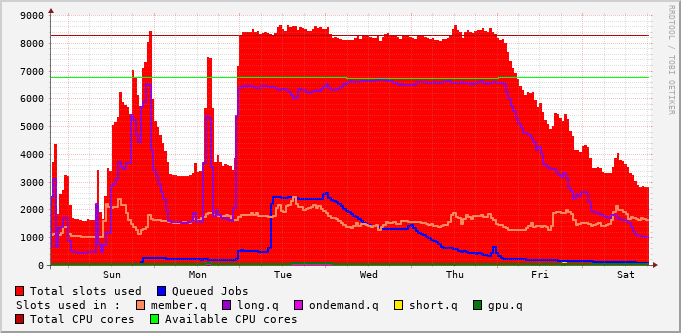 9000
8000
7000
6000
5000
4000
3000
2000
1000
0
Sun Mon Tue Wed Thu Fri Sat
RRDTOOL / TOBI OETIKER
Total slots used Queued Jobs
Slots used in : member.q long.q ondemand.q short.q gpu.q
Total CPU cores Available CPU cores